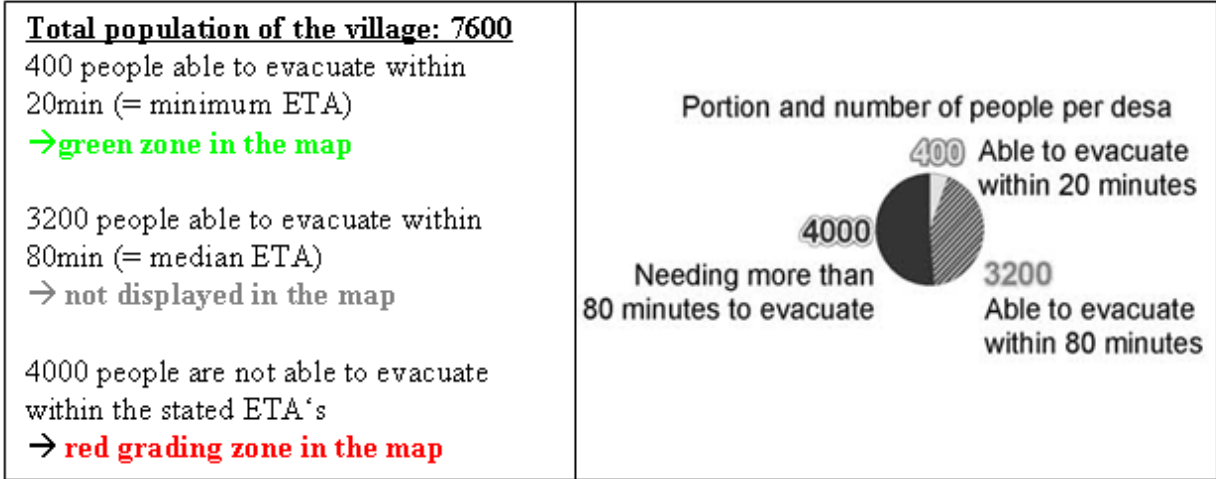 Total population of the village: 7600
400 people able to evacuate within
20min (= minimum ETA)
→green zone in the map
3200 people able to evacuate within
80min (= median ETA)
→ not displayed in the map
4000 people are not able to evacuate
within the stated ETA‘s
→ red grading zone in the map
Portion and number of people per desa
400 Able to evacuate
within 20 minutes
4000
Needing more than
80 minutes to evacuate
3200
Able to evacuate
within 80 minutes